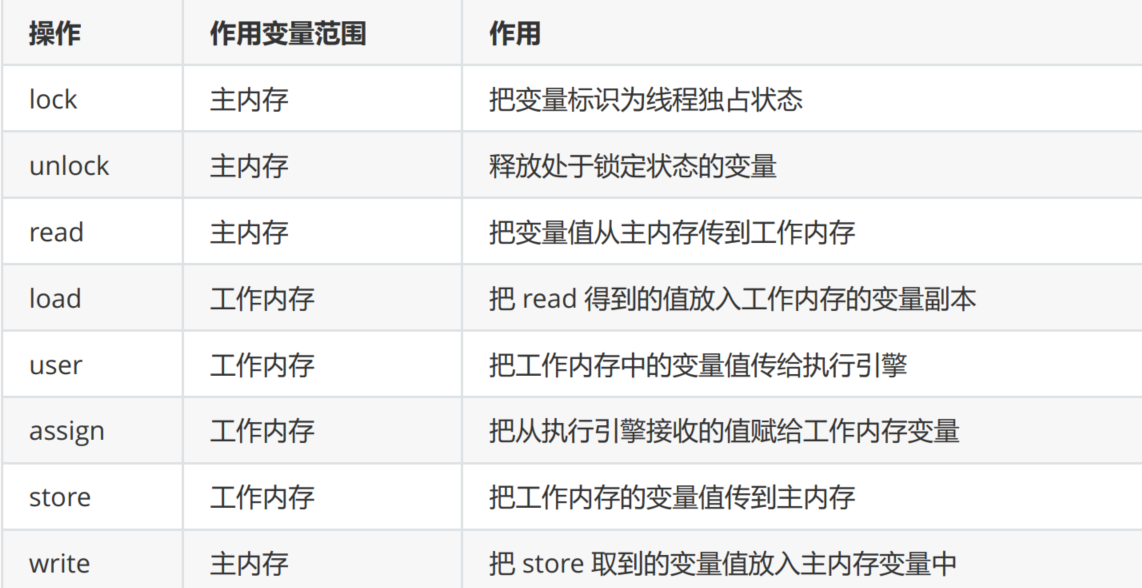 操作 作用变量范围 作用
lock 主内存 把变量标识为线程独占状态
unlock 主内存 释放处于锁定状态的变量
read 主内存 把变量值从主内存传到工作内存
load 工作内存 把 read 得到的值放入工作内存的变量副本
user 工作内存 把工作内存中的变量值传给执行引擎
assign 工作内存 把从执行引擎接收的值赋给工作内存变量
store 工作内存 把工作内存的变量值传到主内存
write 主内存 把 store 取到的变量值放入主内存变量中